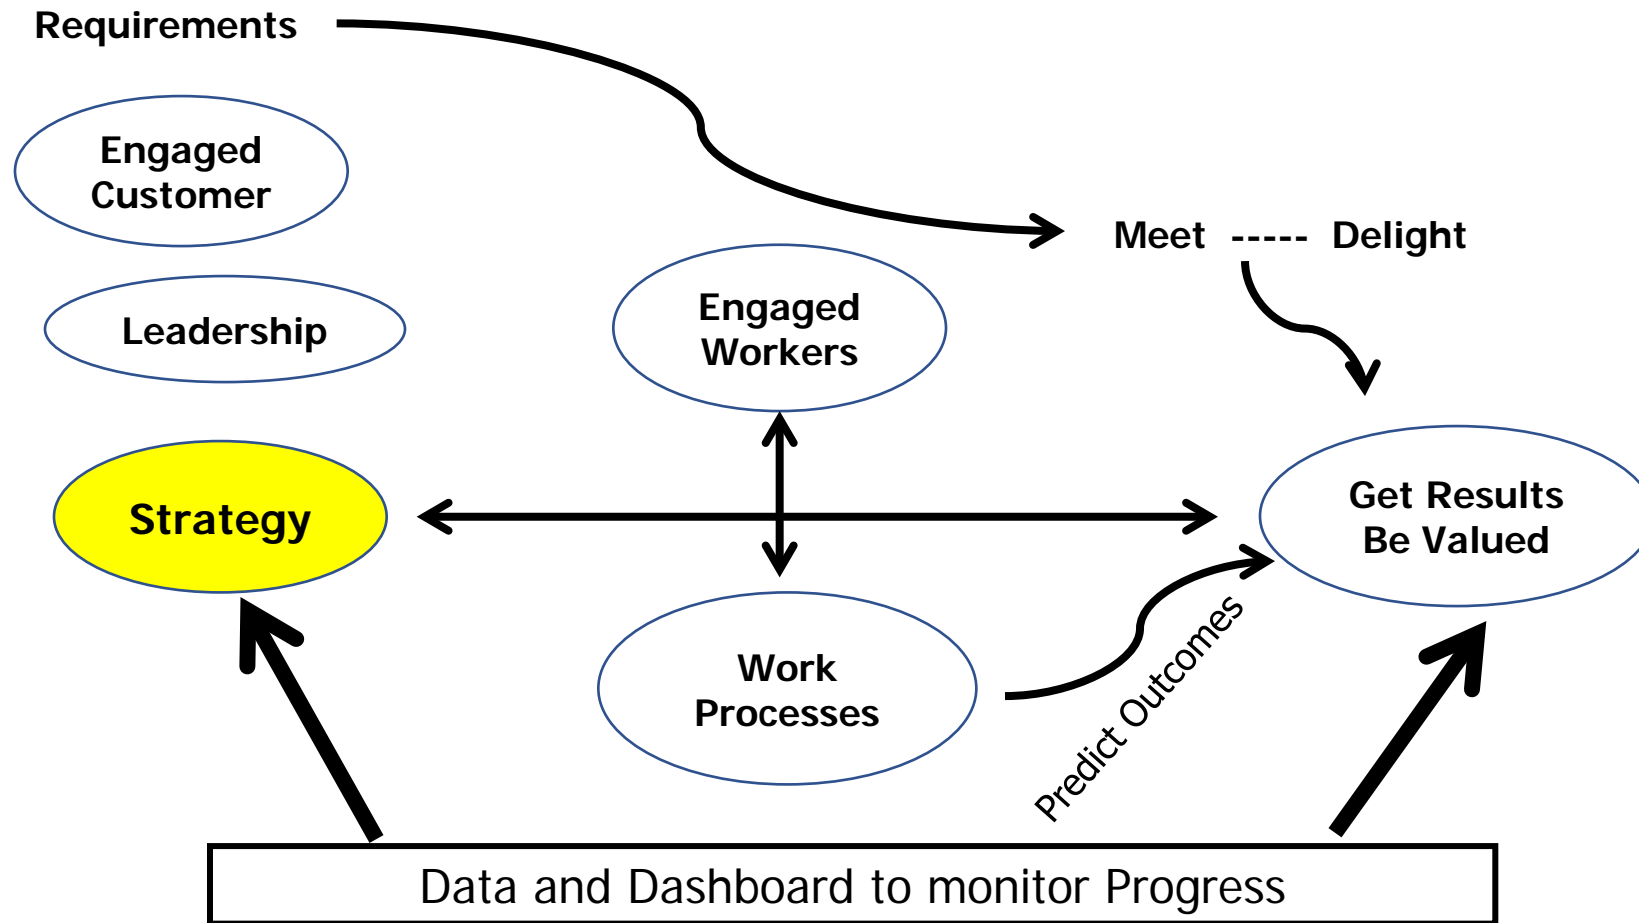 Requirements
Engaged
Customer
Meet ----- Delight
Leadership
Engaged
Workers
Strategy
Get Results
Be Valued
Work
Processes
Predict Outcomes
Data and Dashboard to monitor Progress